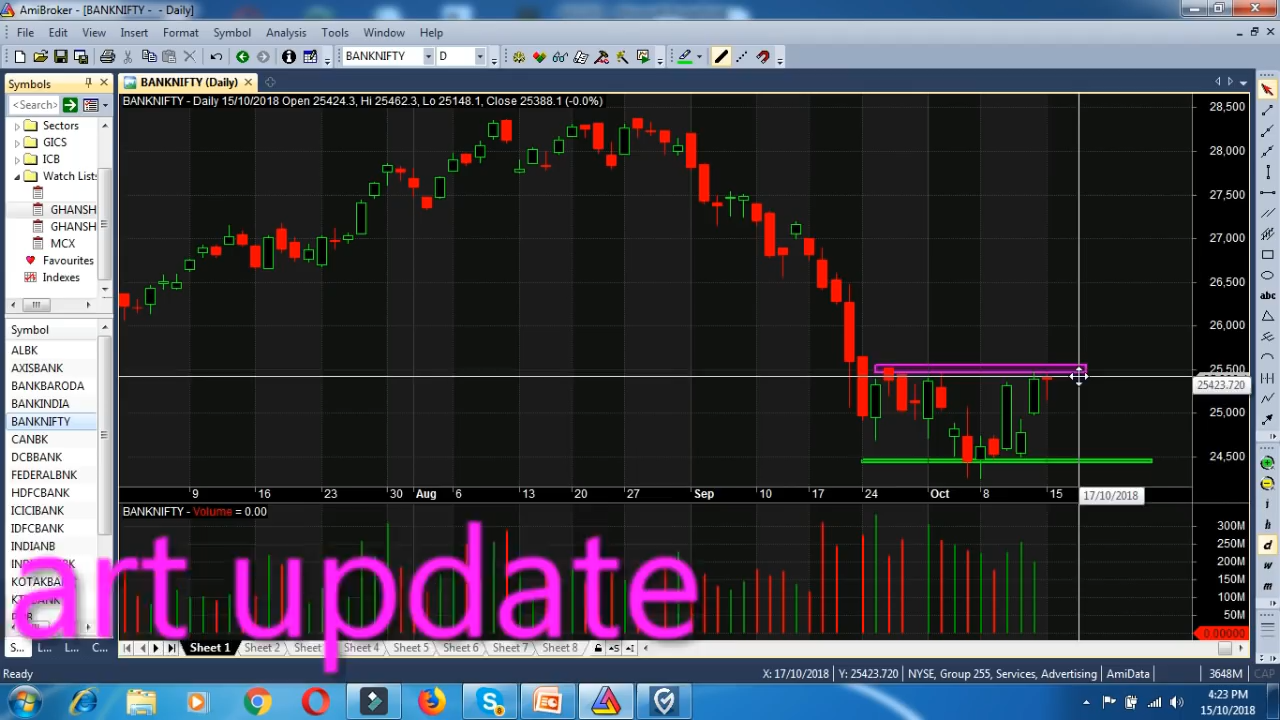 AmiBroker - [BANKNIFTY - - Daily]
File Edit View Insert Format Symbol Analysis Tools Window Help
BANKNIFTY D
Symbols
BANKNIFTY (Daily)
<Search>
BANKNIFTY - Daily 15/10/2018 Open 25424.3, Hi 25462.3, Lo 25148.1, Close 25388.1 (-0.0%)
Sectors
GICS
ICB
Watch Lists
GHANSH
GHANSH
MCX
Favourites
Indexes
Symbol
ALBK
AXISBANK
BANKBARODA
BANKINDIA
BANKNIFTY
CANBK
DCBBANK
FEDERALBNK
HDFCBANK
ICICIBANK
IDFCBANK
INDIANB
KOTAKBANK
28,500
28,000
27,500
27,000
26,500
26,000
25,500
25423.720
25,000
24,500
9 16 23 30 Aug 6 13 20 27 Sep 10 17 24 Oct 8 15 17/10/2018
BANKNIFTY - Volume = 0.00
300M
250M
200M
150M
100M
50M
0.00000
art update
abc
i
h
d
w
m
S... L... L... C... Sheet 1 Sheet 2 Sheet Sheet 4 Sheet 5 Sheet 6 Sheet 7 Sheet 8
Ready X: 17/10/2018 Y: 25423.720 NYSE, Group 255, Services, Advertising AmiData 3648M CAP
4:23 PM
15/10/2018